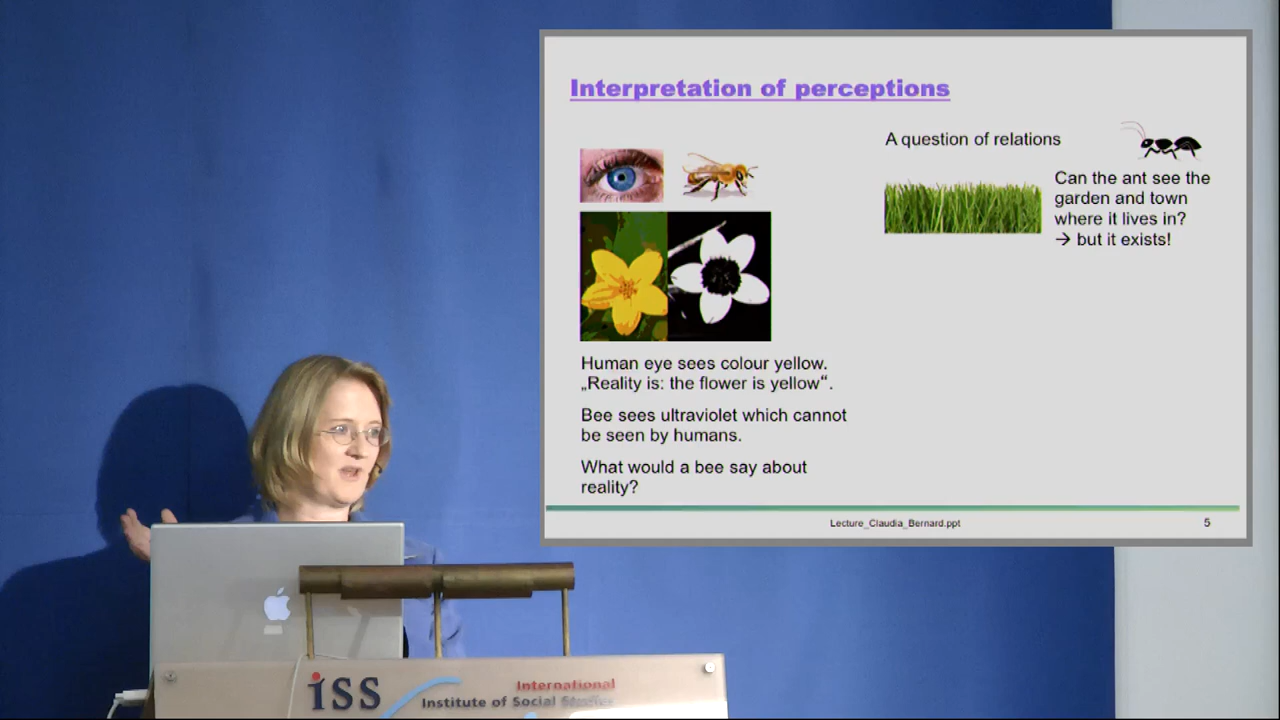 Interpretation of perceptions
A question of relations
Can the ant see the
garden and town
where it lives in?
→ but it exists!
Human eye sees colour yellow.
„Reality is: the flower is yellow“.
Bee sees ultraviolet which cannot
be seen by humans.
What would a bee say about
reality?
Lecture_Claudia_Bernard.ppt
5
iSS
International
Institute of Social Studies